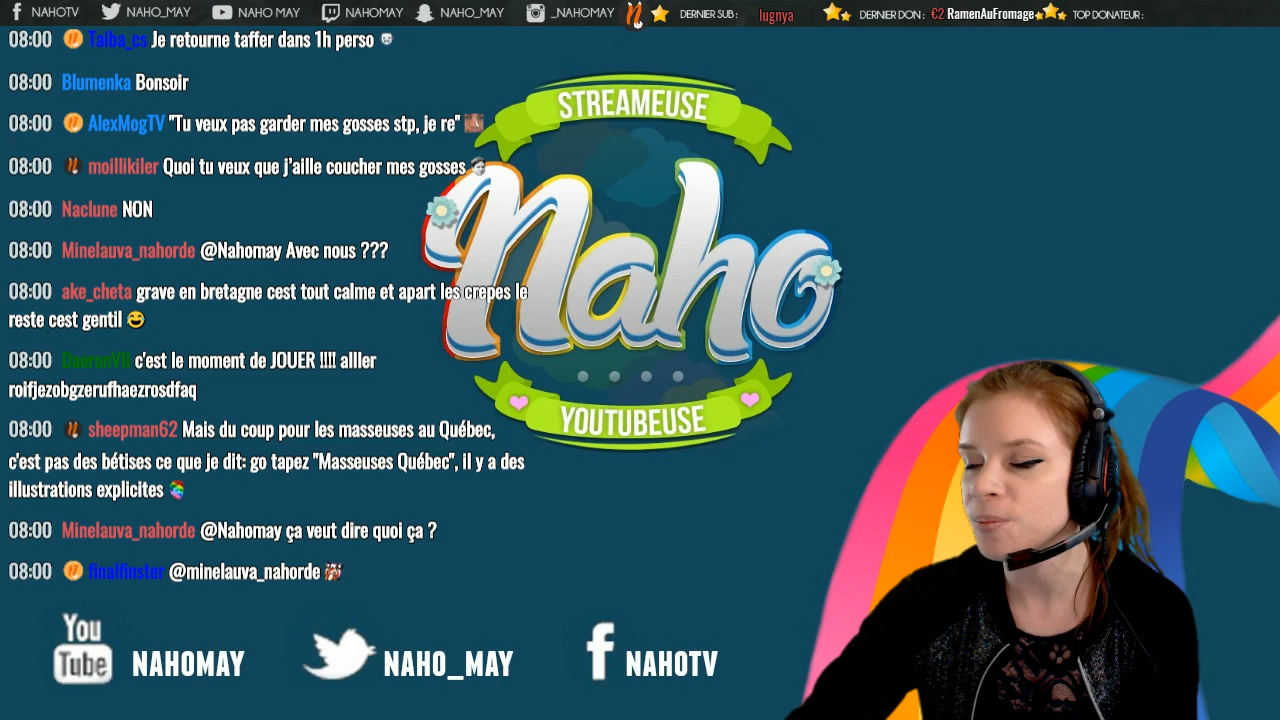 NAHOTV NAHO_MAY NAHO MAY NAHOMAY NAHO_MAY _NAHOMAY DERNIER SUB : lugnya DERNIER DON : €2 RamenAuFromage TOP DONATEUR :
08:00 Taiba_cs Je retourne taffer dans 1h perso
08:00 Blumenka Bonsoir
08:00 AlexMogTV "Tu veux pas garder mes gosses stp, je re"
08:00 moillikiler Quoi tu veux que j'aille coucher mes gosses
08:00 Naclune NON
08:00 Minelauva_nahorde @Nahomay Avec nous ???
08:00 ake_cheta grave en bretagne cest tout calme et apart les crepes le
reste cest gentil 😂
08:00 DaeronVII c'est le moment de JOUER !!!! alller
roifjezobgzerufhaezrosdfaq
08:00 sheepman62 Mais du coup pour les masseuses au Québec,
c'est pas des bétises ce que je dit: go tapez "Masseuses Québec", il y a des
illustrations explicites
08:00 Minelauva_nahorde @Nahomay ça veut dire quoi ça ?
08:00 finalfinster @minelauva_nahorde
STREAMEUSE
Naho
YOUTUBEUSE
You
Tube
NAHOMAY NAHO_MAY NAHOTV